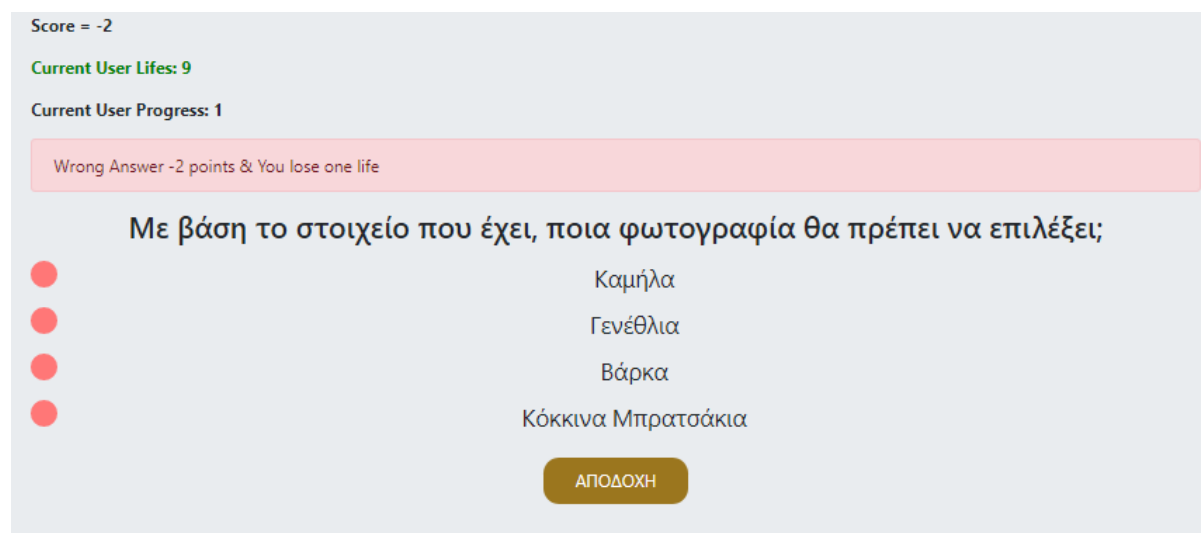 Score = -2
Current User Lifes: 9
Current User Progress: 1
Wrong Answer -2 points & You lose one life
Με βάση το στοιχείο που έχει, ποια φωτογραφία θα πρέπει να επιλέξει;
Καμήλα
Γενέθλια
Βάρκα
Κόκκινα Μπρατσάκια
ΑΠΟΔΟΧΗ